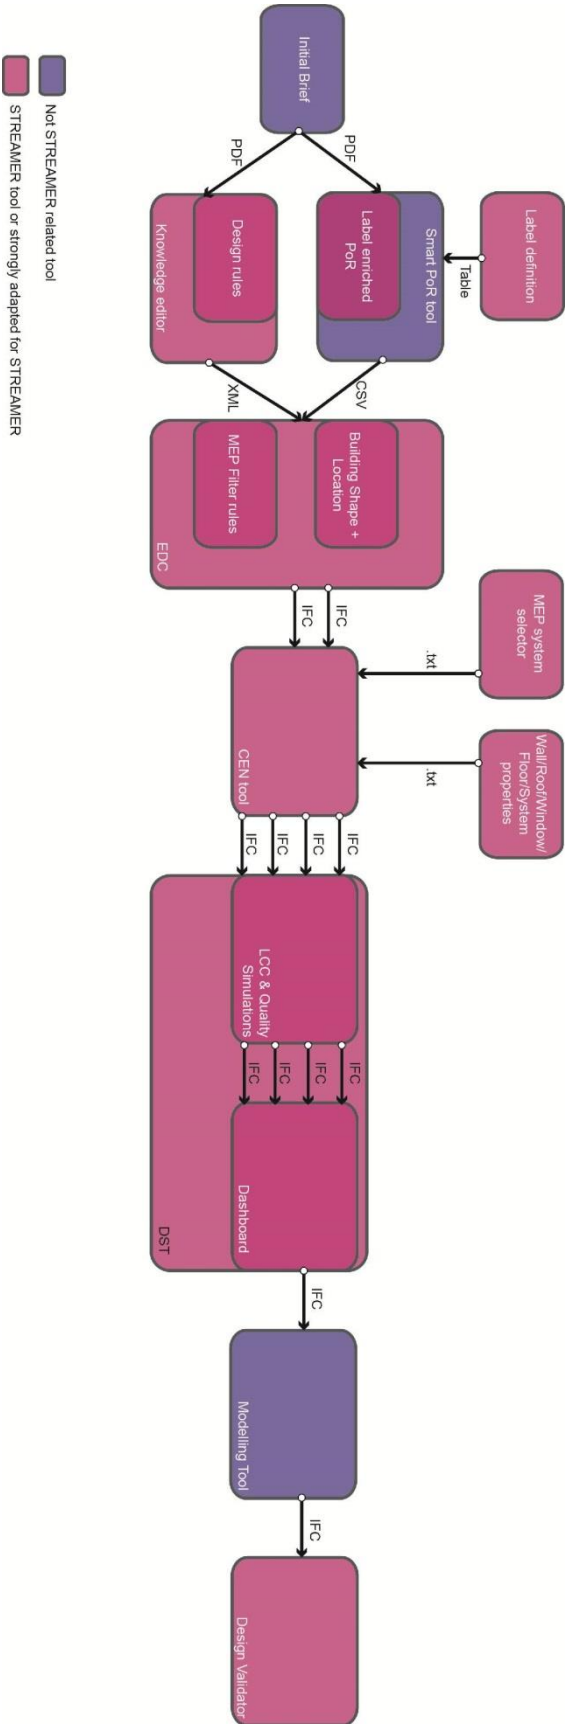 Initial Brief
PDF
PDF
Label definition
Table
Smart PoR tool
Label enriched
PoR
Design rules
Knowledge editor
CSV
XML
Building Shape +
Location
MEP Filter rules
EDC
IFC
IFC
MEP system
selector
.txt
Wall/Roof/Window/
Floor/System
properties
.txt
CEN tool
IFC
IFC
IFC
IFC
LCC & Quality
Simulations
IFC
IFC
IFC
IFC
Dashboard
DST
IFC
Modelling Tool
IFC
Design Validator
Not STREAMER related tool
STREAMER tool or strongly adapted for STREAMER